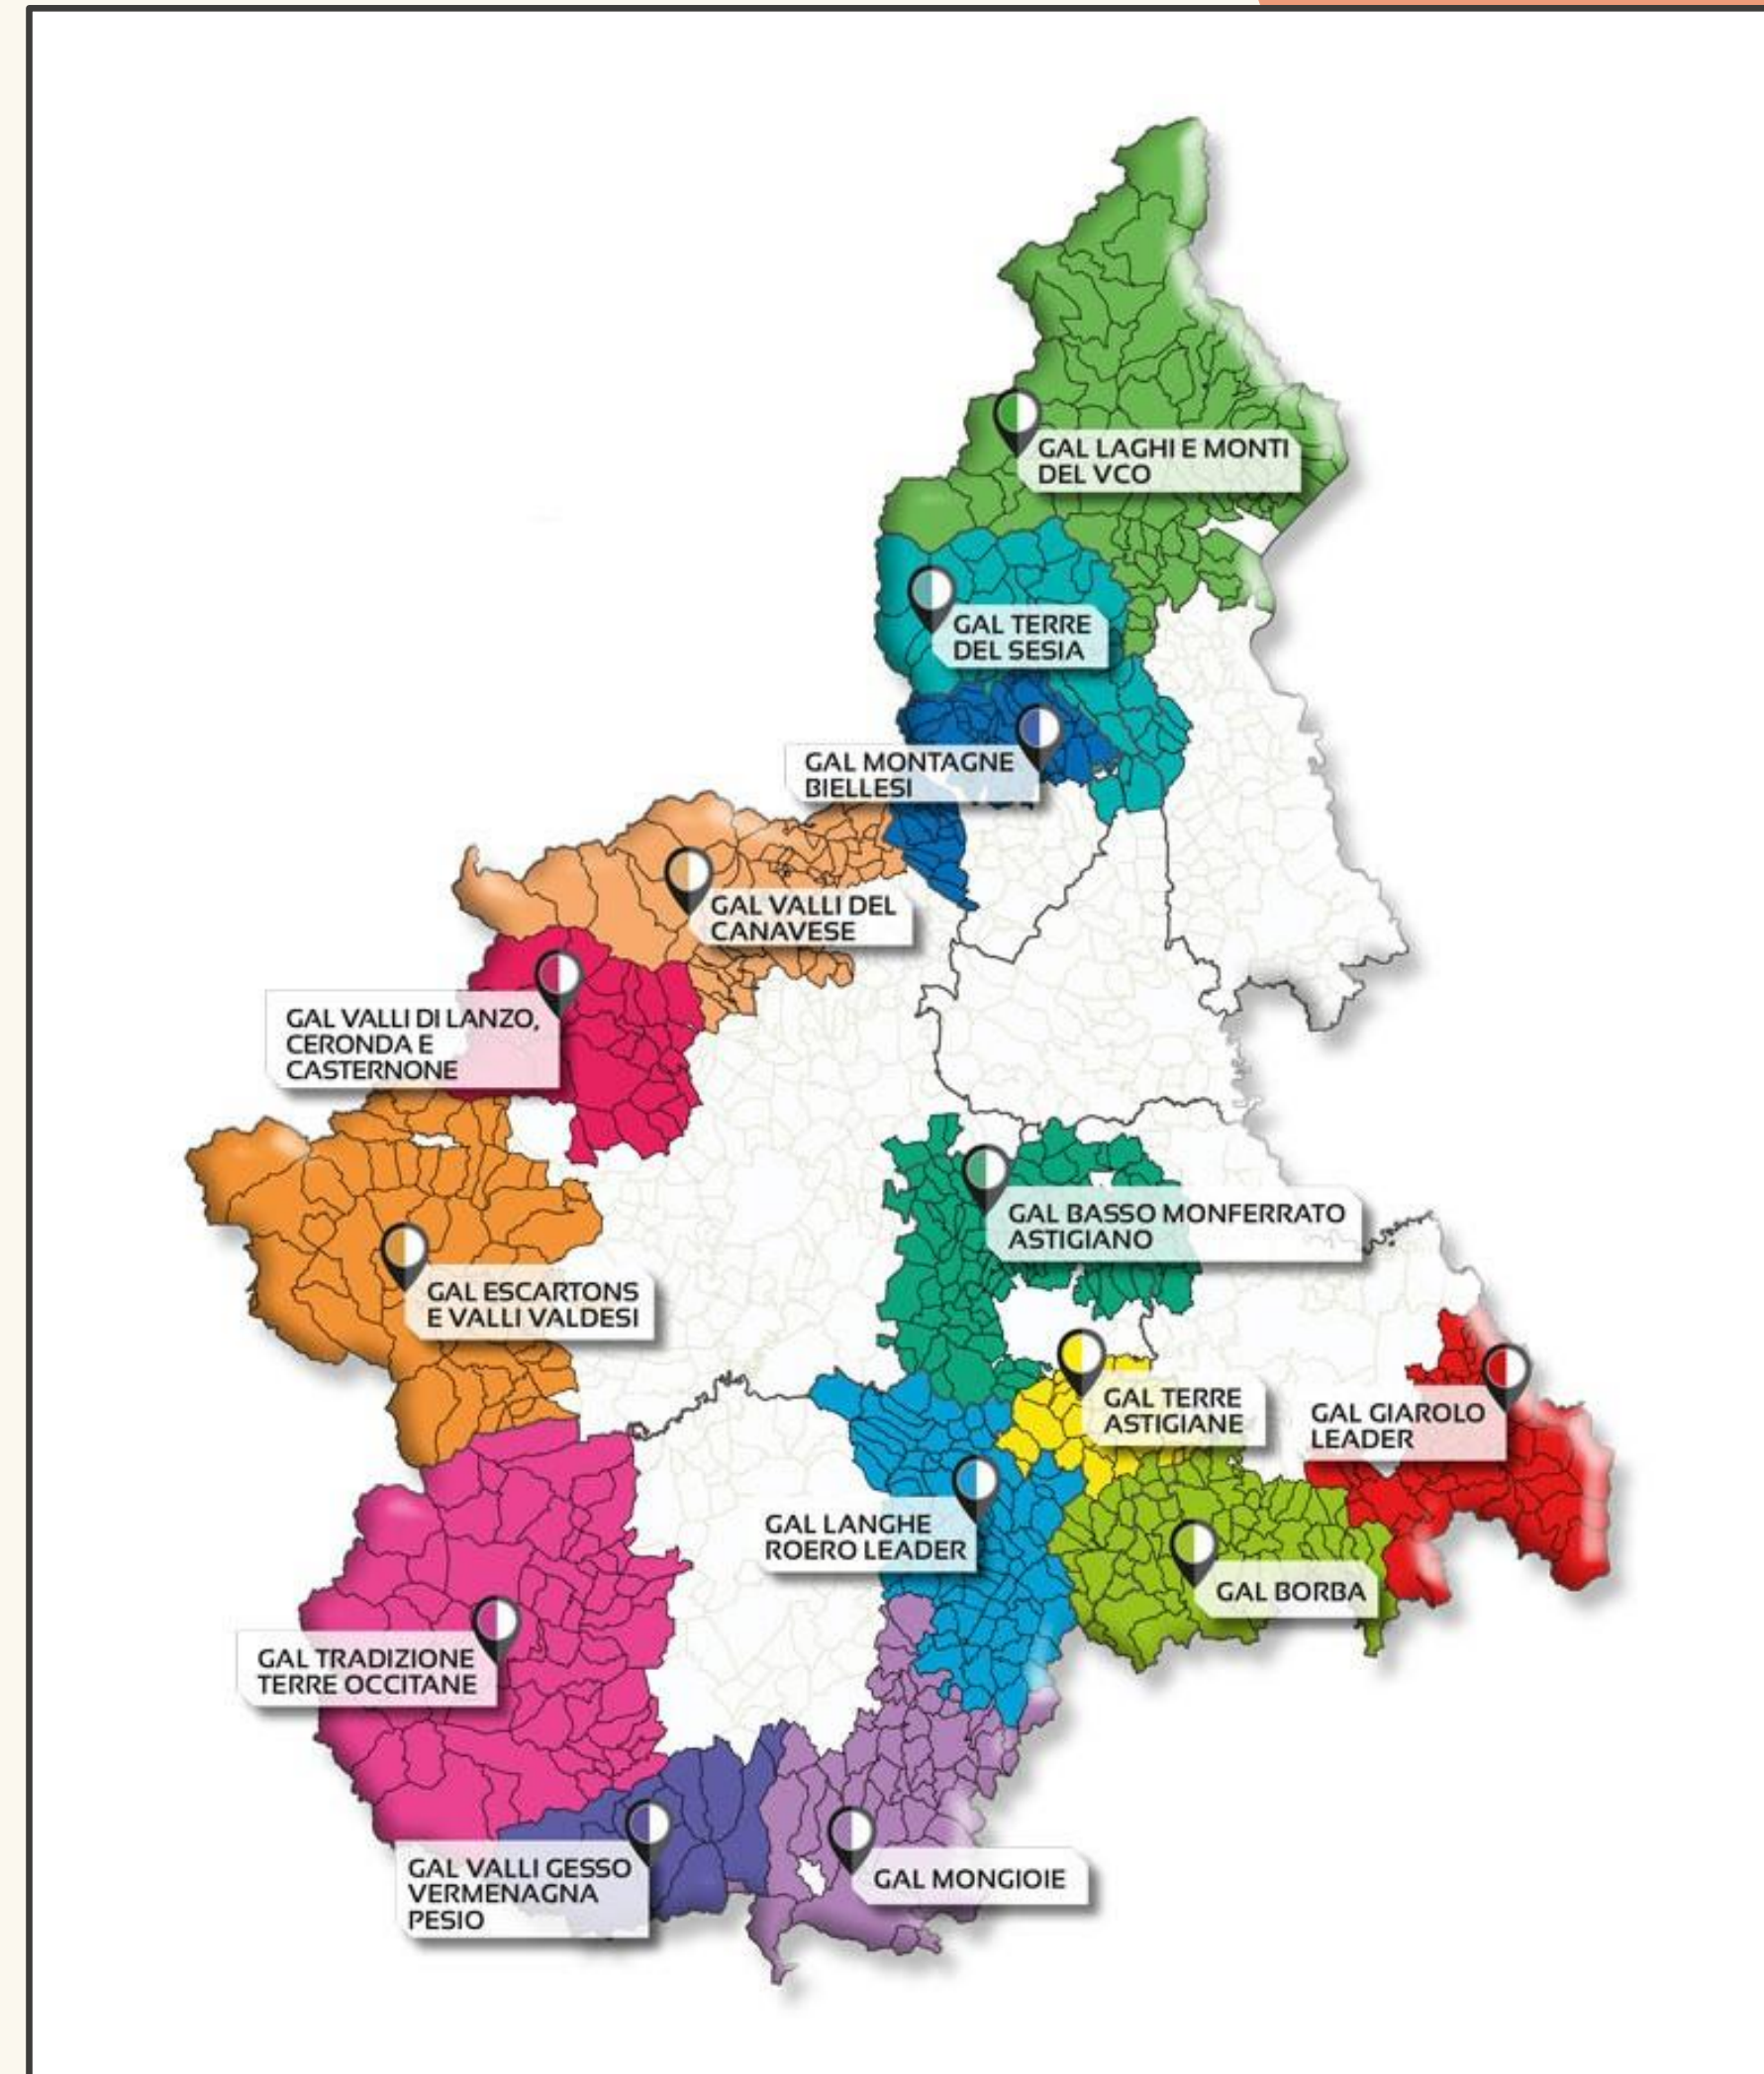 GAL LAGHI E MONTI
DEL VCO
GAL TERRE
DEL SESIA
GAL MONTAGNE
BIELLESI
GAL VALLI DEL
CANAVESE
GAL VALLI DI LANZO,
CERONDA E
CASTERNONE
GAL BASSO MONFERRATO
ASTIGIANO
GAL ESCARTONS
E VALLI VALDESI
GAL TERRE
ASTIGIANE
GAL GIAROLO
LEADER
GAL LANGHE
ROERO LEADER
GAL BORBA
GAL TRADIZIONE
TERRE OCCITANE
GAL VALLI GESSO
VERMENAGNA
PESIO
GAL MONGIOIE